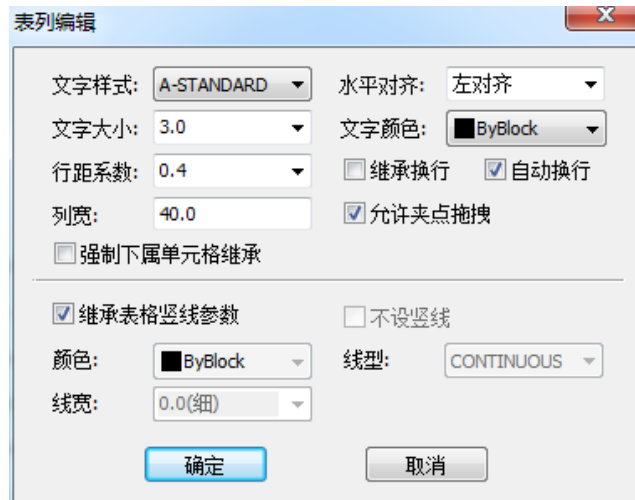 表列编辑
文字样式: A-STANDARD 水平对齐: 左对齐
文字大小: 3.0 文字颜色: ByBlock
行距系数: 0.4 继承换行 自动换行
列宽: 40.0 允许夹点拖拽
强制下属单元格继承
继承表格竖线参数 不设竖线
颜色: ByBlock 线型: CONTINUOUS
线宽: 0.0(细)
确定 取消